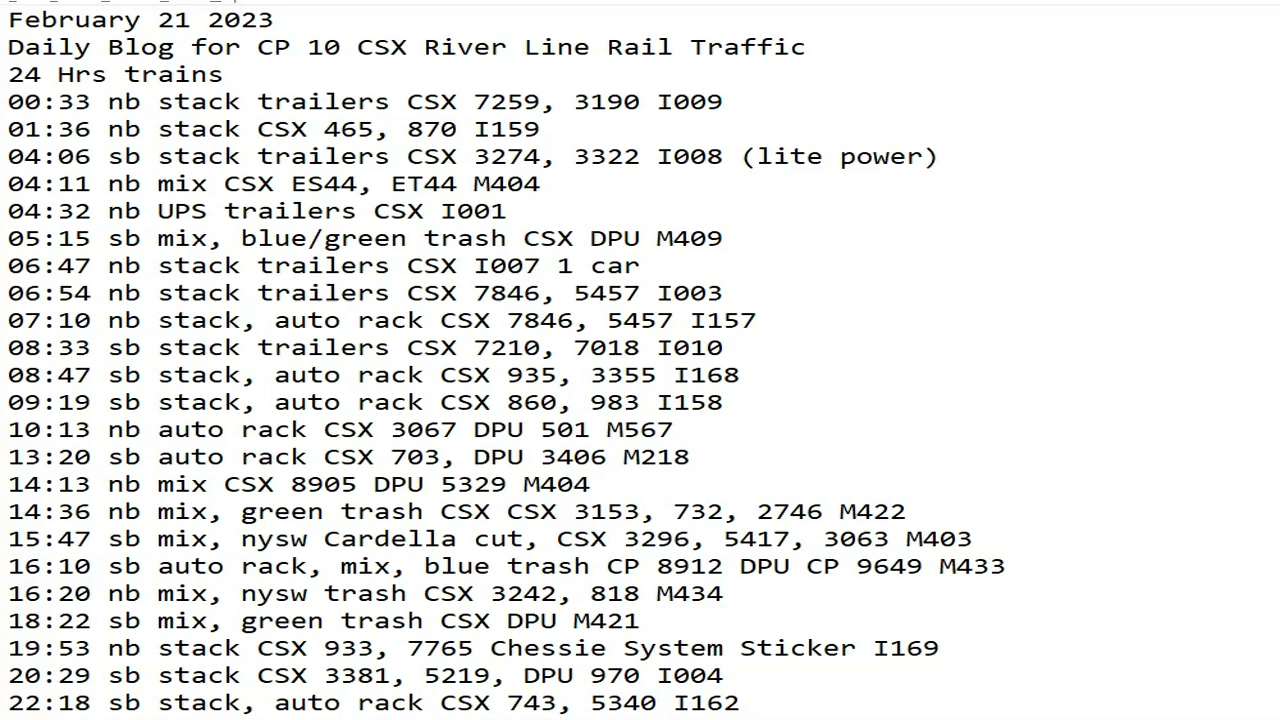 February 21 2023
Daily Blog for CP 10 CSX River Line Rail Traffic
24 Hrs trains
00:33 nb stack trailers CSX 7259, 3190 I009
01:36 nb stack CSX 465, 870 I159
04:06 sb stack trailers CSX 3274, 3322 I008 (lite power)
04:11 nb mix CSX ES44, ET44 M404
04:32 nb UPS trailers CSX I001
05:15 sb mix, blue/green trash CSX DPU M409
06:47 nb stack trailers CSX I007 1 car
06:54 nb stack trailers CSX 7846, 5457 I003
07:10 nb stack, auto rack CSX 7846, 5457 I157
08:33 sb stack trailers CSX 7210, 7018 I010
08:47 sb stack, auto rack CSX 935, 3355 I168
09:19 sb stack, auto rack CSX 860, 983 I158
10:13 nb auto rack CSX 3067 DPU 501 M567
13:20 sb auto rack CSX 703, DPU 3406 M218
14:13 nb mix CSX 8905 DPU 5329 M404
14:36 nb mix, green trash CSX CSX 3153, 732, 2746 M422
15:47 sb mix, nysw Cardella cut, CSX 3296, 5417, 3063 M403
16:10 sb auto rack, mix, blue trash CP 8912 DPU CP 9649 M433
16:20 nb mix, nysw trash CSX 3242, 818 M434
18:22 sb mix, green trash CSX DPU M421
19:53 nb stack CSX 933, 7765 Chessie System Sticker I169
20:29 sb stack CSX 3381, 5219, DPU 970 I004
22:18 sb stack, auto rack CSX 743, 5340 I162